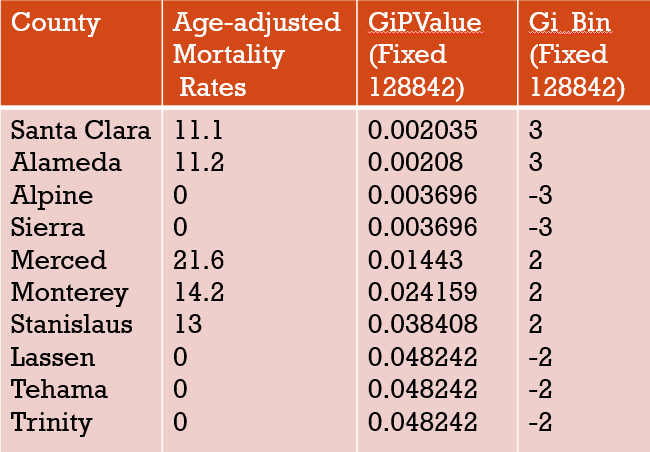 County Age-adjusted Mortality Rates GiPValue (Fixed 128842) Gi_Bin (Fixed 128842)
Santa Clara 11.1 0.002035 3
Alameda 11.2 0.00208 3
Alpine 0 0.003696 -3
Sierra 0 0.003696 -3
Merced 21.6 0.01443 2
Monterey 14.2 0.024159 2
Stanislaus 13 0.038408 2
Lassen 0 0.048242 -2
Tehama 0 0.048242 -2
Trinity 0 0.048242 -2